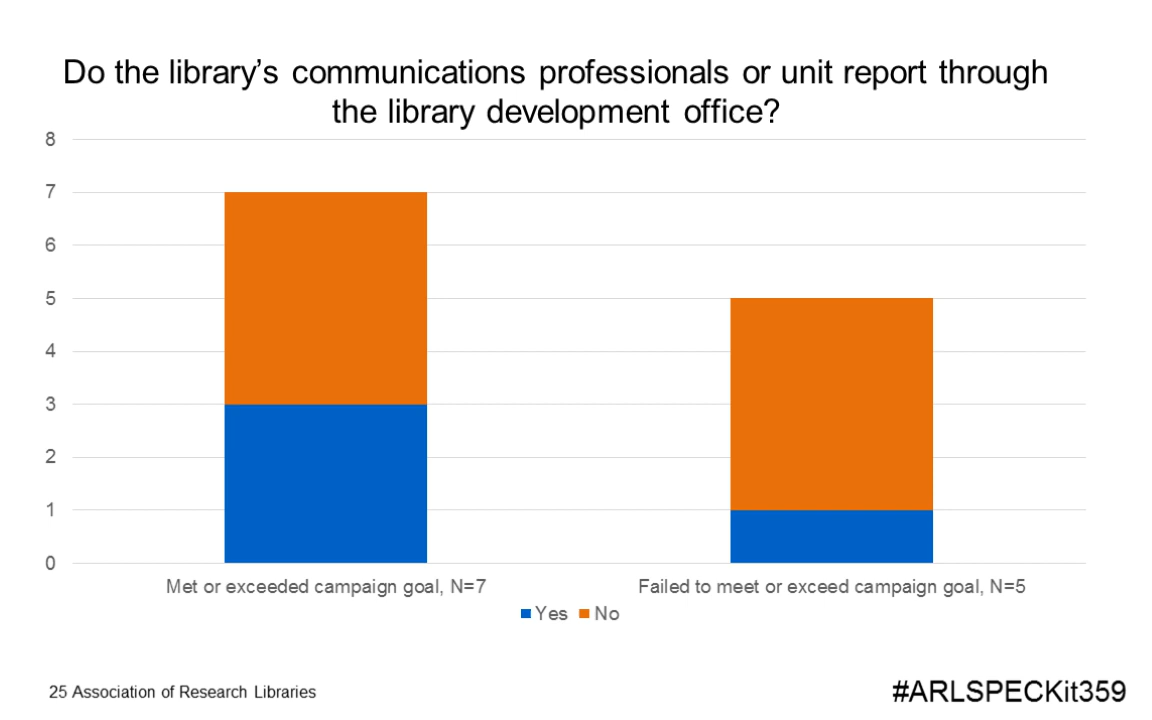 Do the library’s communications professionals or unit report through
the library development office?
8
7
6
5
4
3
2
1
0
Met or exceeded campaign goal, N=7
Failed to meet or exceed campaign goal, N=5
Yes No
25 Association of Research Libraries
#ARLSPECKit359